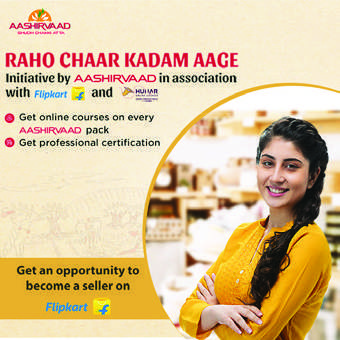 AASHIRVAAD
SHUDH CHAKKI ATTA
RAHO CHAAR KADAM AAGE
Initiative by AASHIRVAAD in association
with Flipkart and HUNAR
Get online courses on every
AASHIRVAAD pack
Get professional certification
Get an opportunity to
become a seller on
Flipkart